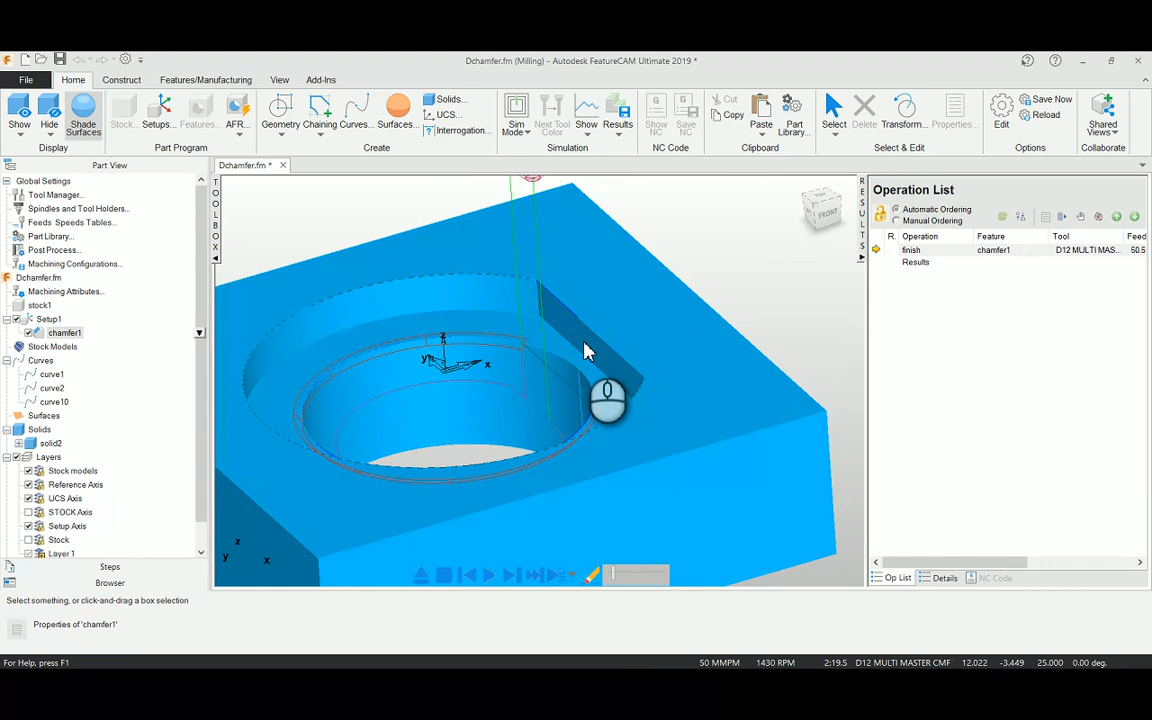 Dchamfer.fm (Milling) - Autodesk FeatureCAM Ultimate 2019 *
File Home Construct Features/Manufacturing View Add-Ins
Show Hide Shade Surfaces Stock... Setups... Features... AFR... Geometry Chaining Curves... Surfaces... Solids... UCS... Interrogation... Sim Mode Next Tool Color Show Results Show NC Save NC Cut Copy Paste Part Library... Select Delete Transform... Properties... Edit Save Now Reload Shared Views
Display Part Program Create Simulation NC Code Clipboard Select & Edit Options Collaborate
Part View
Dchamfer.fm *
Global Settings
Tool Manager...
Spindles and Tool Holders...
Feeds Speeds Tables...
Part Library...
Post Process...
Machining Configurations...
Dchamfer.fm
Machining Attributes...
stock1
Setup1
chamfer1
Stock Models
Curves
curve1
curve2
curve10
Surfaces
Solids
solid2
Layers
Stock models
Reference Axis
UCS Axis
STOCK Axis
Setup Axis
Stock
Layer 1
Steps
Browser
TOOLBOX
TOP
FRONT
z
y
x
z
y
x
RESULTS
Operation List
Automatic Ordering
Manual Ordering
R. Operation Feature Tool Feed
finish chamfer1 D12 MULTI MAS... 50.5
Results
Op List Details NC Code
Select something, or click-and-drag a box selection
Properties of 'chamfer1'
For Help, press F1
50 MMPM 1430 RPM 2:19.5 D12 MULTI MASTER CMF 12.022 -3.449 25.000 0.00 deg.